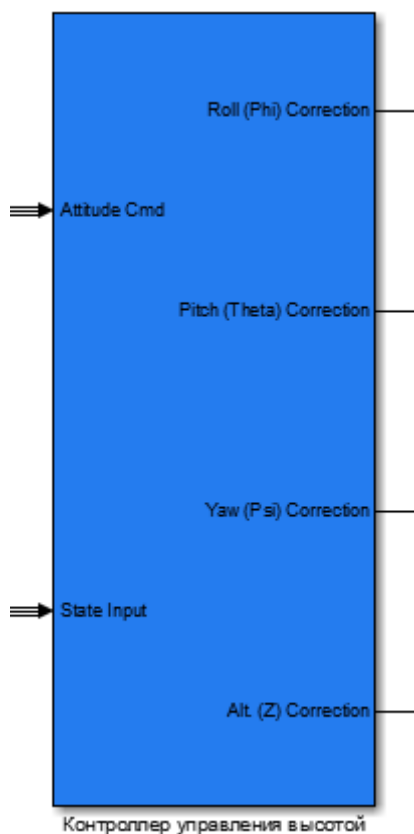 Roll (Phi) Correction
Attitude Cmd
Pitch (Theta) Correction
Yaw (Psi) Correction
State Input
Alt. (Z) Correction
Контроллер управления высотой